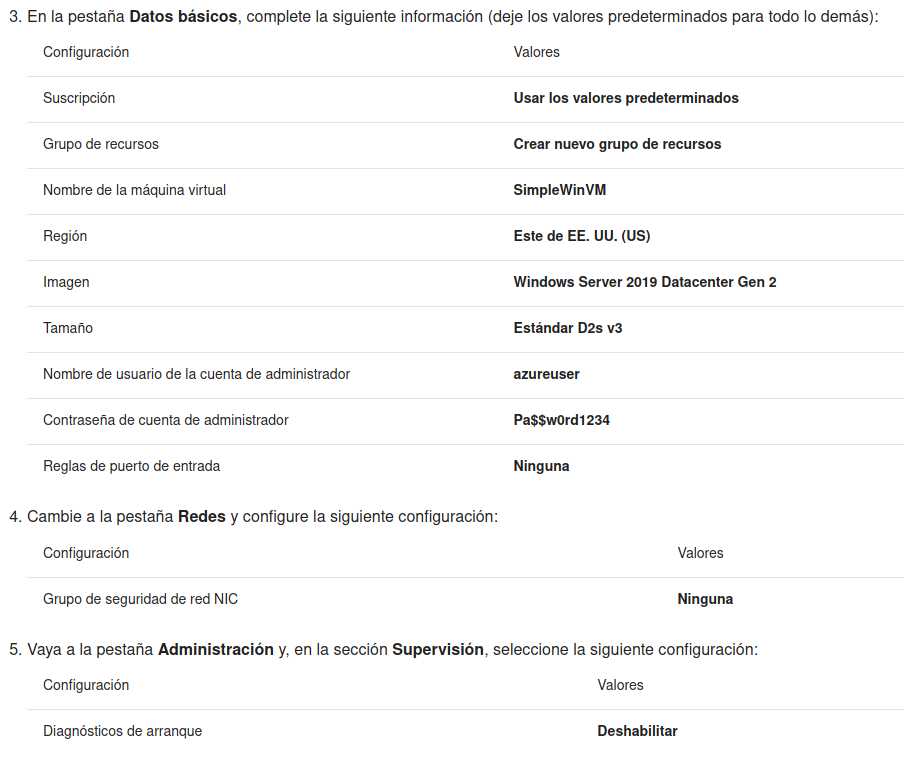 3. En la pestaña Datos básicos, complete la siguiente información (deje los valores predeterminados para todo lo demás):
Configuración Valores
Suscripción Usar los valores predeterminados
Grupo de recursos Crear nuevo grupo de recursos
Nombre de la máquina virtual SimpleWinVM
Región Este de EE. UU. (US)
Imagen Windows Server 2019 Datacenter Gen 2
Tamaño Estándar D2s v3
Nombre de usuario de la cuenta de administrador azureuser
Contraseña de cuenta de administrador Pa$$w0rd1234
Reglas de puerto de entrada Ninguna
4. Cambie a la pestaña Redes y configure la siguiente configuración:
Configuración Valores
Grupo de seguridad de red NIC Ninguna
5. Vaya a la pestaña Administración y, en la sección Supervisión, seleccione la siguiente configuración:
Configuración Valores
Diagnósticos de arranque Deshabilitar